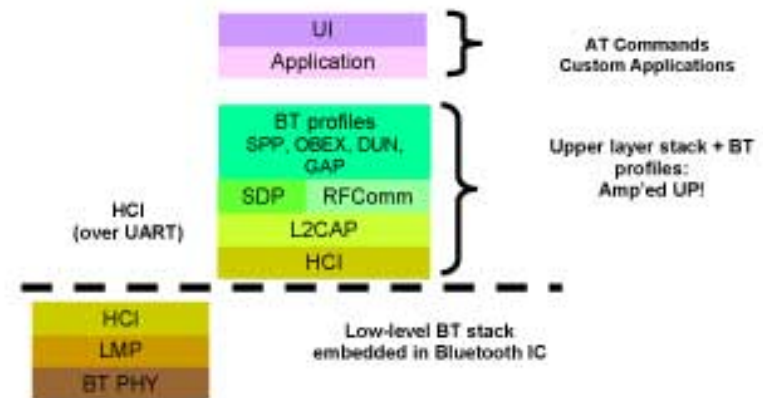 UI
Application
AT Commands
Custom Applications
BT profiles
SPP, OBEX, DUN,
GAP
SDP
RFComm
L2CAP
HCI
Upper layer stack + BT
profiles:
Amp'ed UP!
HCI
(over UART)
HCI
LMP
BT PHY
Low-level BT stack
embedded in Bluetooth IC